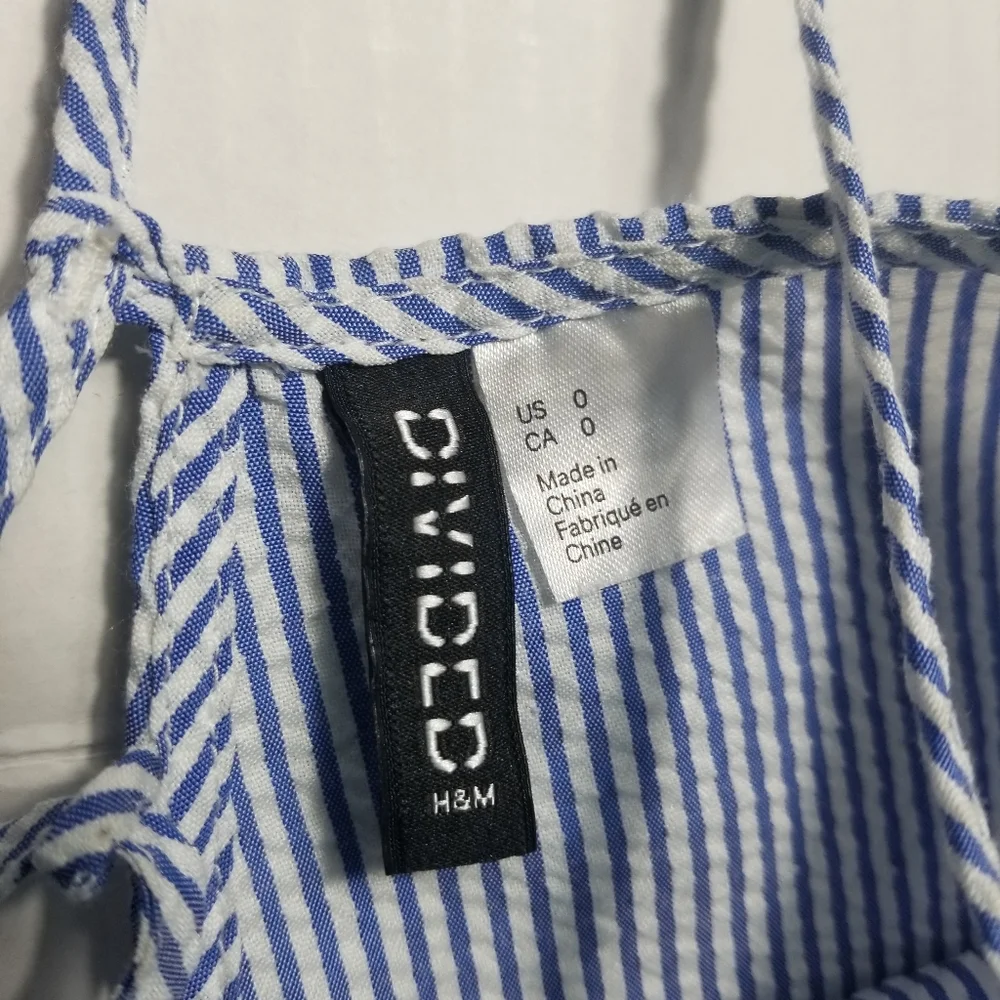 DIVIDED
H&M
US 0
CA 0
Made in
China
Fabriqué en
Chine